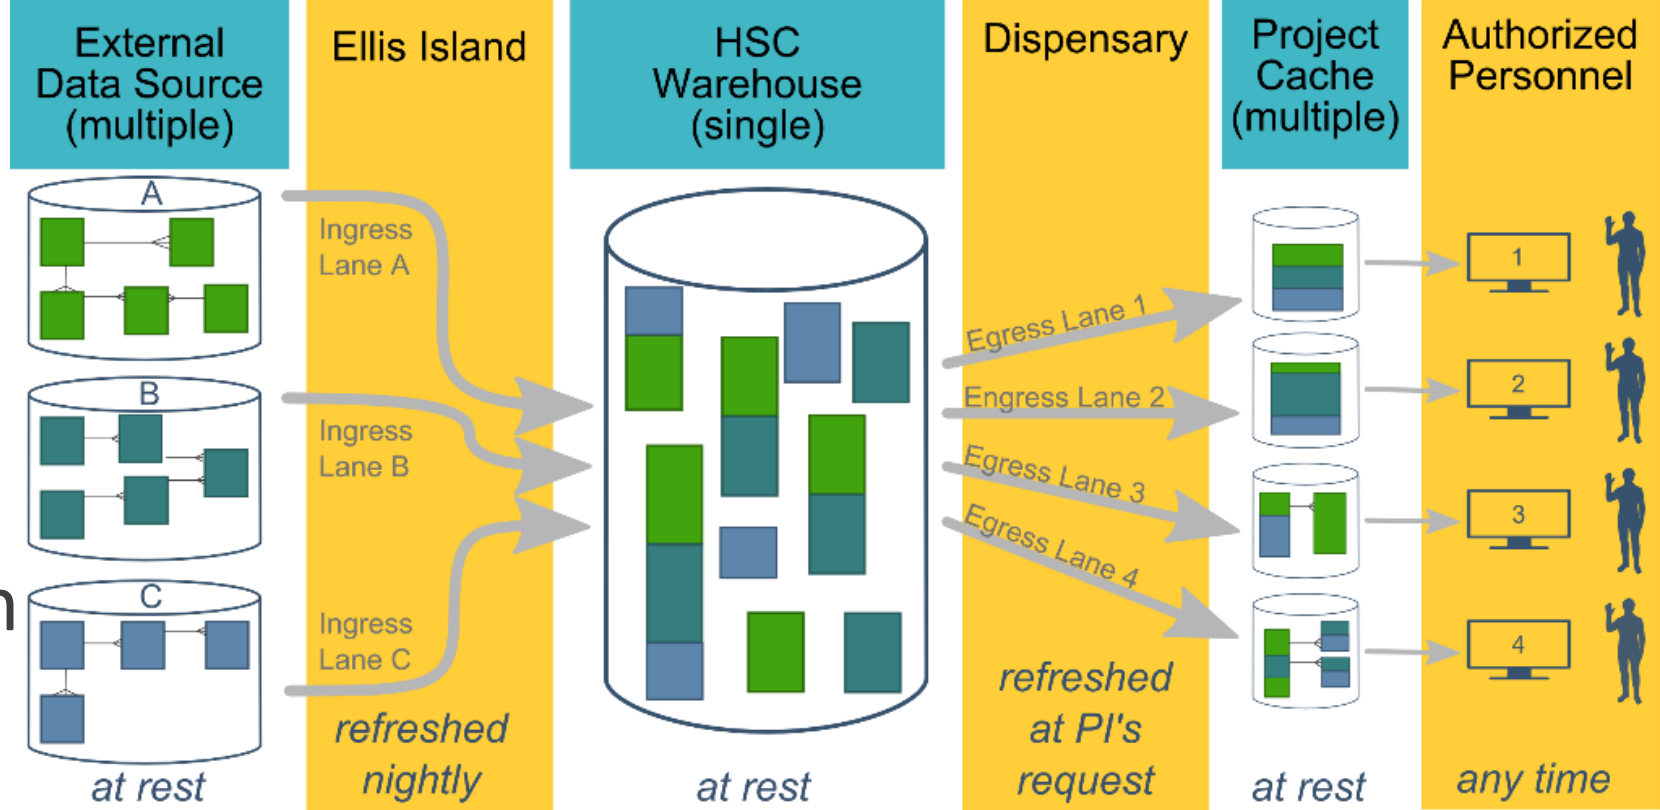 External
Data Source
(multiple)
Ellis Island
HSC
Warehouse
(single)
Dispensary
Project
Cache
(multiple)
Authorized
Personnel
A
Ingress
Lane A
B
Ingress
Lane B
n
C
Ingress
Lane C
Egress Lane 1
Engress Lane 2
Egress Lane 3
Egress Lane 4
1
2
3
4
at rest
refreshed
nightly
at rest
refreshed
at PI's
request
at rest
any time